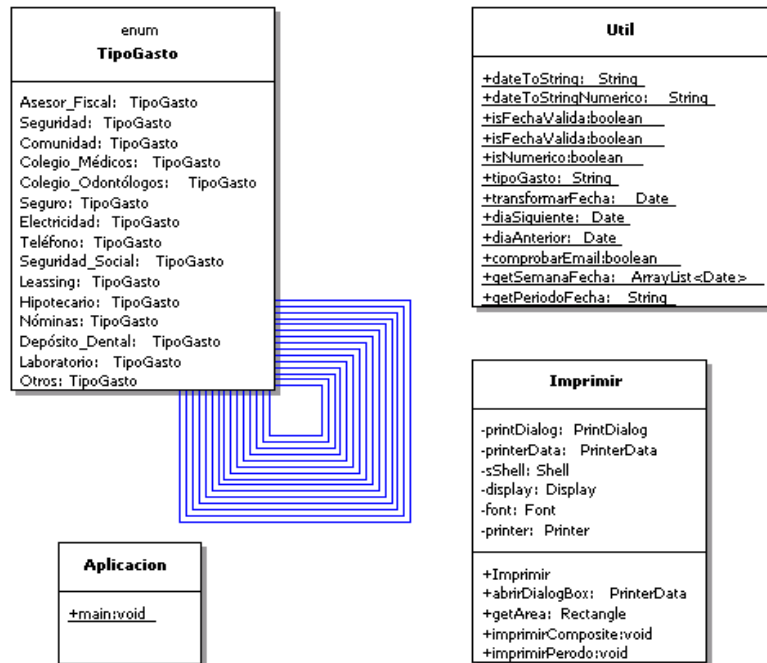 enum
TipoGasto
Asesor_Fiscal: TipoGasto
Seguridad: TipoGasto
Comunidad: TipoGasto
Colegio_Médicos: TipoGasto
Colegio_Odontólogos: TipoGasto
Seguro: TipoGasto
Electricidad: TipoGasto
Teléfono: TipoGasto
Seguridad_Social: TipoGasto
Leassing: TipoGasto
Hipotecario: TipoGasto
Nóminas: TipoGasto
Depósito_Dental: TipoGasto
Laboratorio: TipoGasto
Otros: TipoGasto
Util
+dateToString: String
+dateToStringNumerico: String
+isFechaValida:boolean
+isFechaValida:boolean
+isNumerico:boolean
+tipoGasto: String
+transformarFecha: Date
+diaSiguiente: Date
+diaAnterior: Date
+comprobarEmail:boolean
+getSemanaFecha: ArrayList<Date>
+getPeriodoFecha: String
Imprimir
-printDialog: PrintDialog
-printerData: PrinterData
-sShell: Shell
-display: Display
-font: Font
-printer: Printer
+Imprimir
+abrirDialogBox: PrinterData
+getArea: Rectangle
+imprimirComposite:void
+imprimirPerodo:void
Aplicacion
+main:void